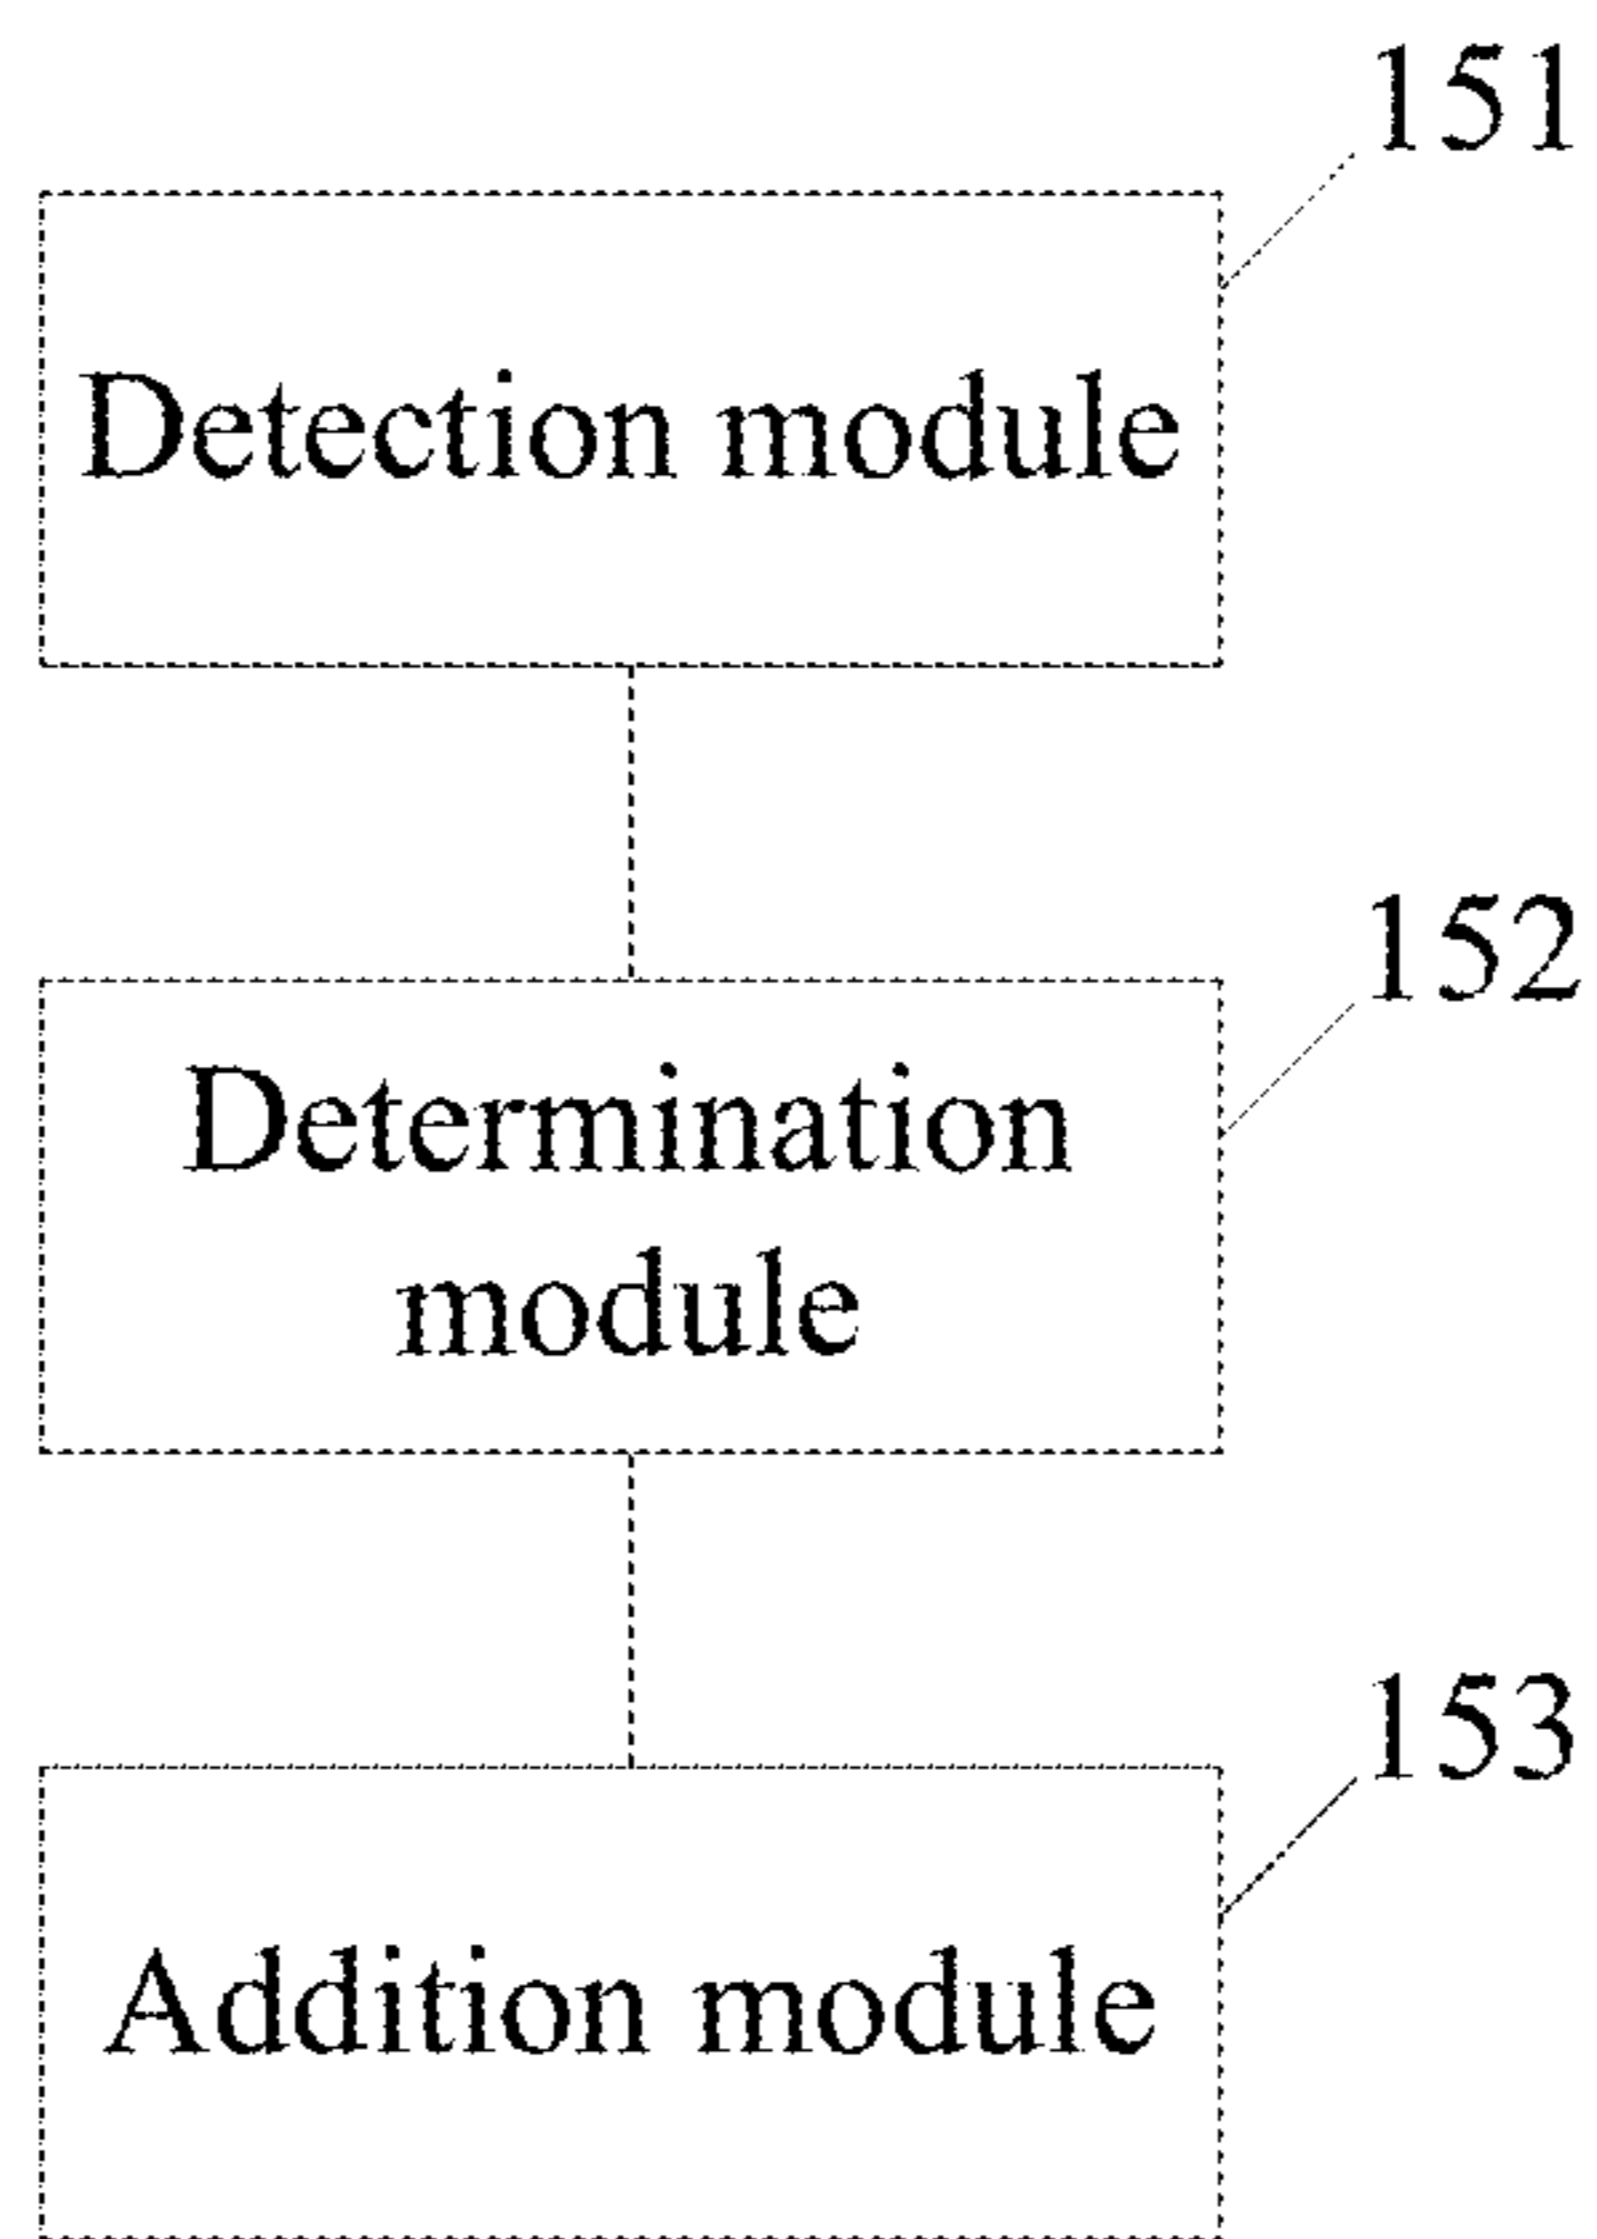 151
Detection module
152
Determination
module
153
Addition module